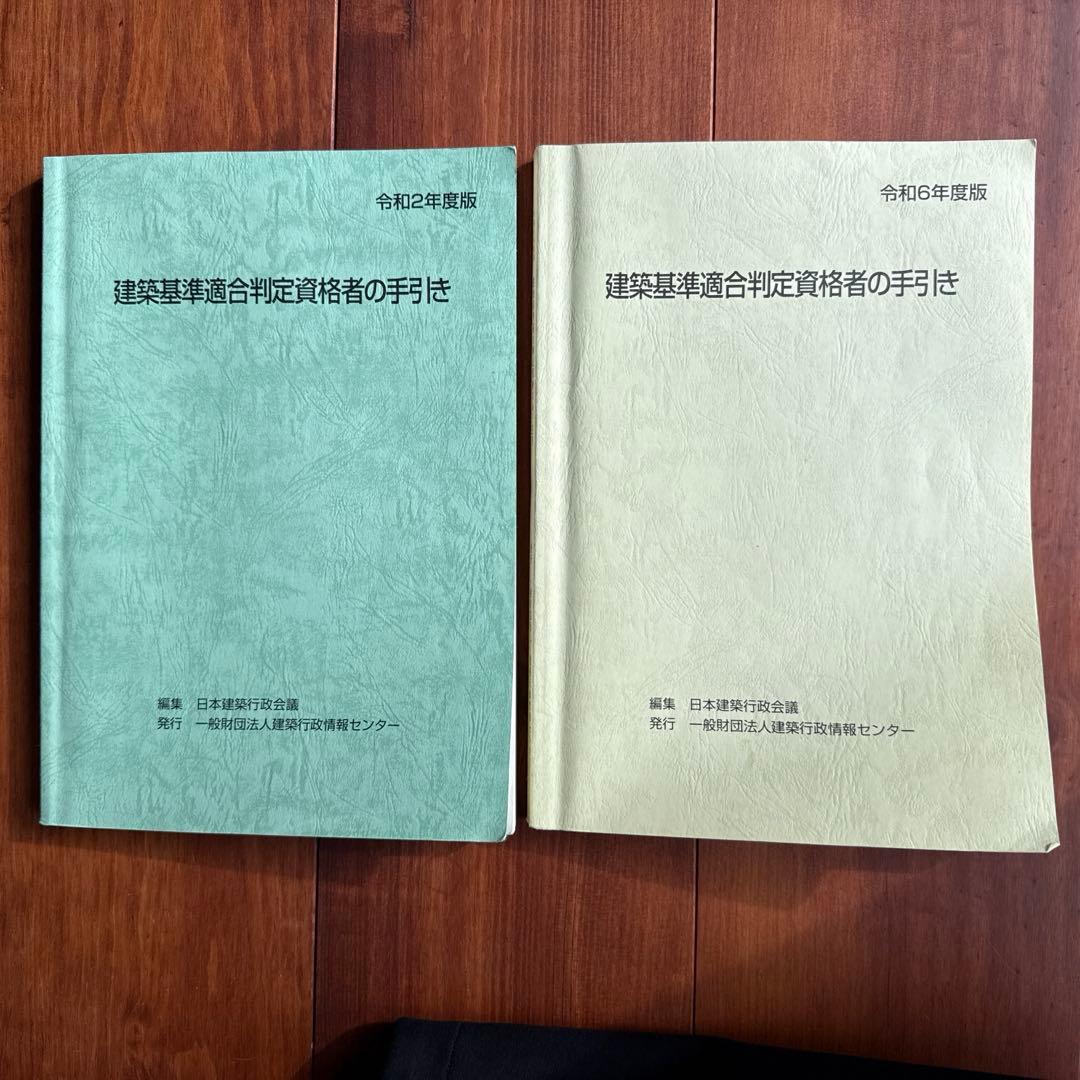 令和2年度版
建築基準適合判定資格者の手引き
編集 日本建築行政会議
発行 一般財団法人建築行政情報センター
令和6年度版
建築基準適合判定資格者の手引き
編集 日本建築行政会議
発行 一般財団法人建築行政情報センター